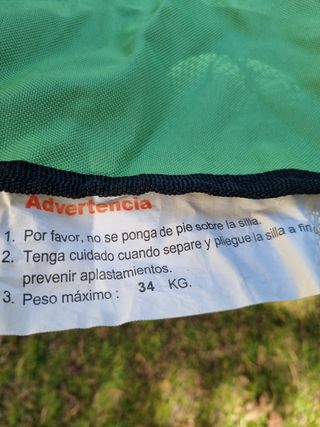 Advertencia
1. Por favor, no se ponga de pie sobre la silla.
2. Tenga cuidado cuando separe y pliegue la silla a fin
prevenir aplastamientos.
3. Peso máximo : 34 KG.